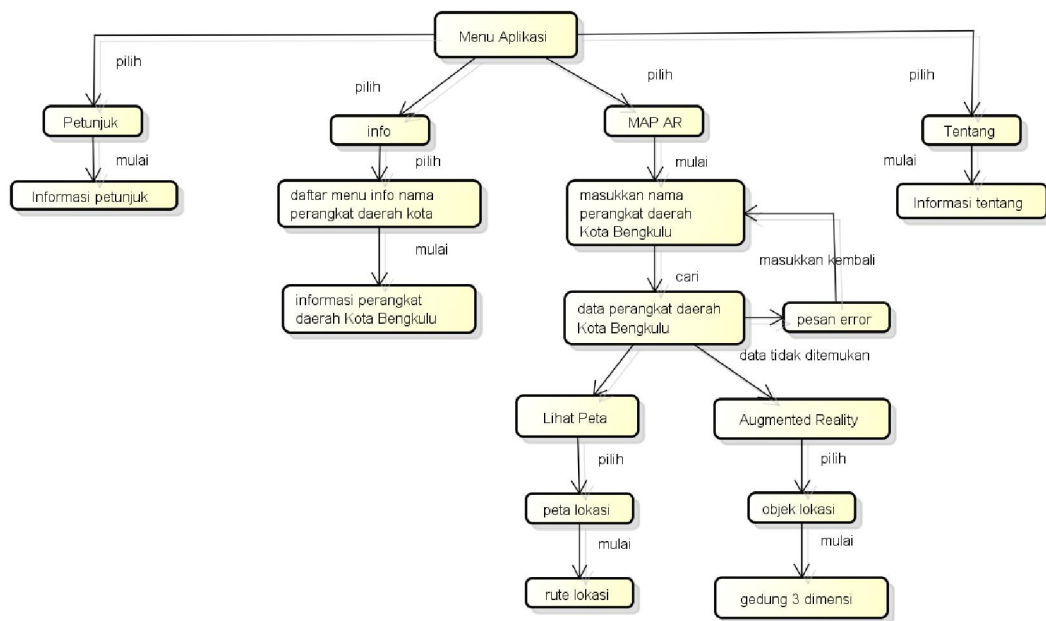 Menu Aplikasi
pilih
pilih
pilih
pilih
Petunjuk
info
MAP AR
Tentang
mulai
pilih
mulai
mulai
Informasi petunjuk
daftar menu info nama
perangkat daerah kota
masukkan nama
perangkat daerah
Kota Bengkulu
Informasi tentang
mulai
masukkan kembali
cari
informasi perangkat
daerah Kota Bengkulu
data perangkat daerah
Kota Bengkulu
pesan error
data tidak ditemukan
Lihat Peta
Augmented Reality
pilih
pilih
peta lokasi
objek lokasi
mulai
mulai
rute lokasi
gedung 3 dimensi